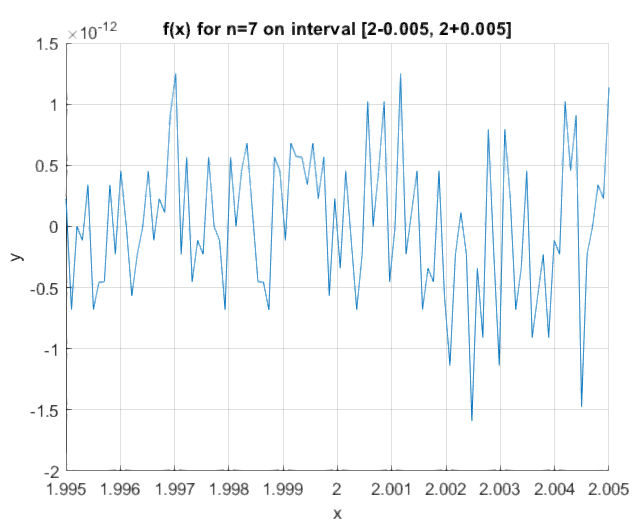 ×10⁻¹²
f(x) for n=7 on interval [2-0.005, 2+0.005]
1.5
1
0.5
0
-0.5
-1
-1.5
-2
y
1.995 1.996 1.997 1.998 1.999 2 2.001 2.002 2.003 2.004 2.005
x